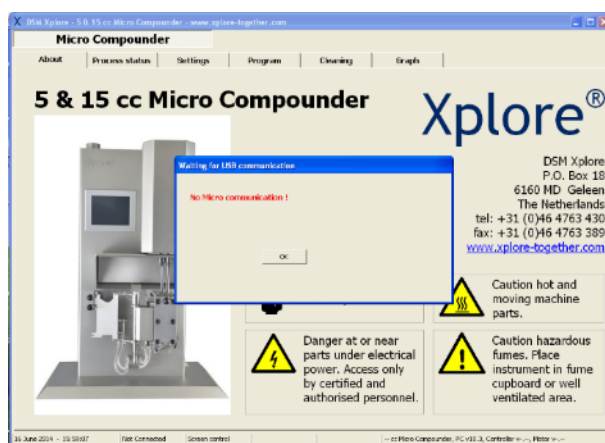 DSM Xplore - 5 & 15 cc Micro Compounder - www.xplore-together.com
Micro Compounder
About
Process status
Settings
Program
Cleaning
Graph
5 & 15 cc Micro Compounder
Xplore®
DSM Xplore
P.O. Box 18
6160 MD Geleen
The Netherlands
tel: +31 (0)46 4763 430
fax: +31 (0)46 4763 389
www.xplore-together.com
Waiting for USB communication
No Micro communication !
OK
Caution hot and
moving machine
parts.
Danger at or near
parts under electrical
power. Access only
by certified and
authorised personnel.
Caution hazardous
fumes. Place
instrument in fume
cupboard or well
ventilated area.
Not Connected
Screen control
-- cc Micro Compounder, PC v10.3, Controller v-.--, Motor v-.--